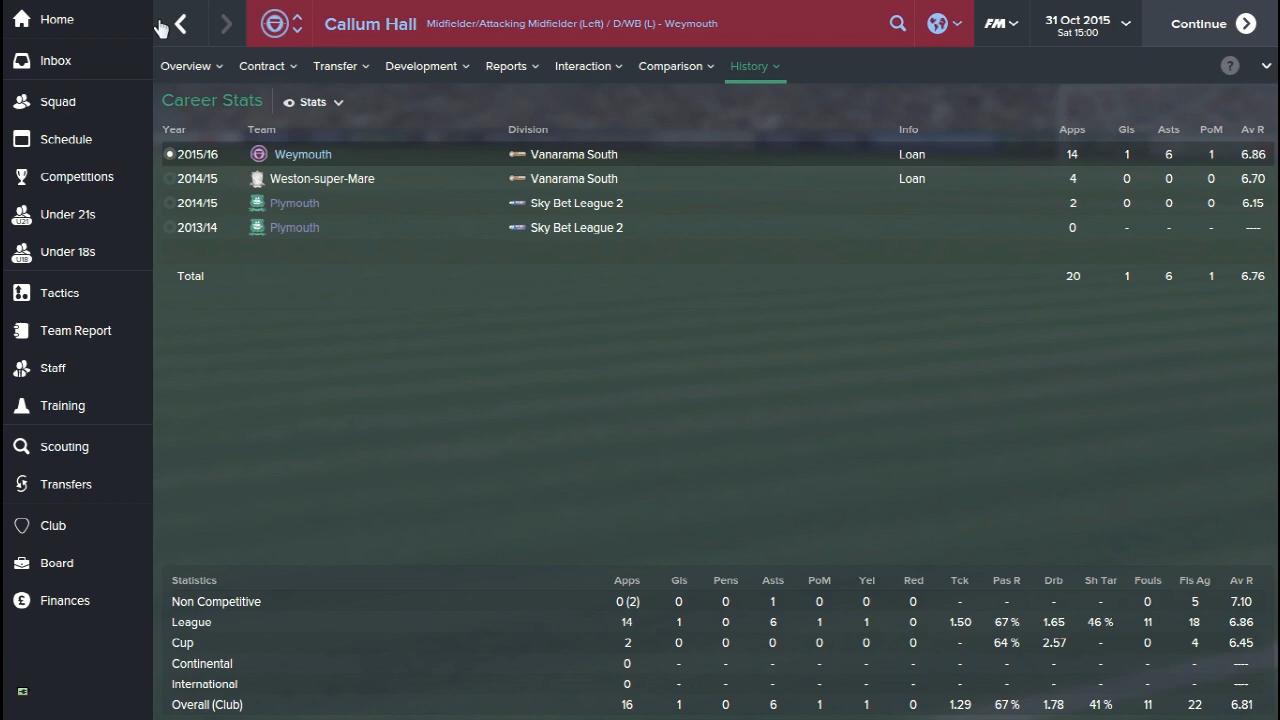 Home
Callum Hall Midfielder/Attacking Midfielder (Left) / D/WB (L) - Weymouth FM 31 Oct 2015 Sat 15:00 Continue
Inbox
Overview Contract Transfer Development Reports Interaction Comparison History ?
Squad
Schedule
Competitions
Under 21s
U21
Under 18s
U18
Tactics
Team Report
Staff
Training
Scouting
Transfers
Club
Board
£ Finances
Career Stats Stats
Year Team Division Info Apps Gls Asts PoM Av R
2015/16 Weymouth Vanarama South Loan 14 1 6 1 6.86
2014/15 Weston-super-Mare Vanarama South Loan 4 0 0 0 6.70
2014/15 Plymouth Sky Bet League 2 2 0 0 0 6.15
2013/14 Plymouth Sky Bet League 2 0 - - - ----
Total 20 1 6 1 6.76
Statistics Apps Gls Pens Asts PoM Yel Red Tck Pas R Drb Sh Tar Fouls Fls Ag Av R
Non Competitive 0 (2) 0 0 1 0 0 0 - - - - 0 5 7.10
League 14 1 0 6 1 1 0 1.50 67 % 1.65 46 % 11 18 6.86
Cup 2 0 0 0 0 0 0 - 64 % 2.57 - 0 4 6.45
Continental 0 - - - - - - - - - - - - ----
International 0 - - - - - - - - - - - - ----
Overall (Club) 16 1 0 6 1 1 0 1.29 67 % 1.78 41 % 11 22 6.81